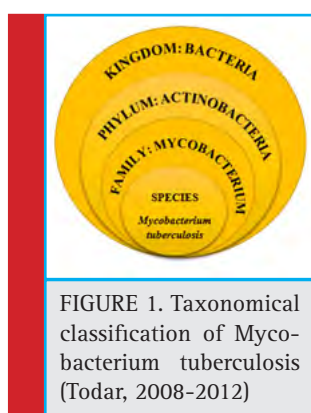 KINGDOM: BACTERIA
PHYLUM: ACTINOBACTERIA
FAMILY: MYCOBACTERIUM
SPECIES
Mycobacterium
tuberculosis
FIGURE 1. Taxonomical
classification of Myco-
bacterium tuberculosis
(Todar, 2008-2012)